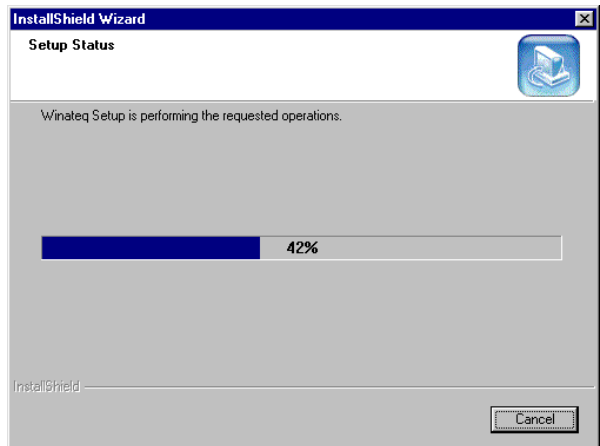 InstallShield Wizard
Setup Status
Winateq Setup is performing the requested operations.
42%
InstallShield
Cancel